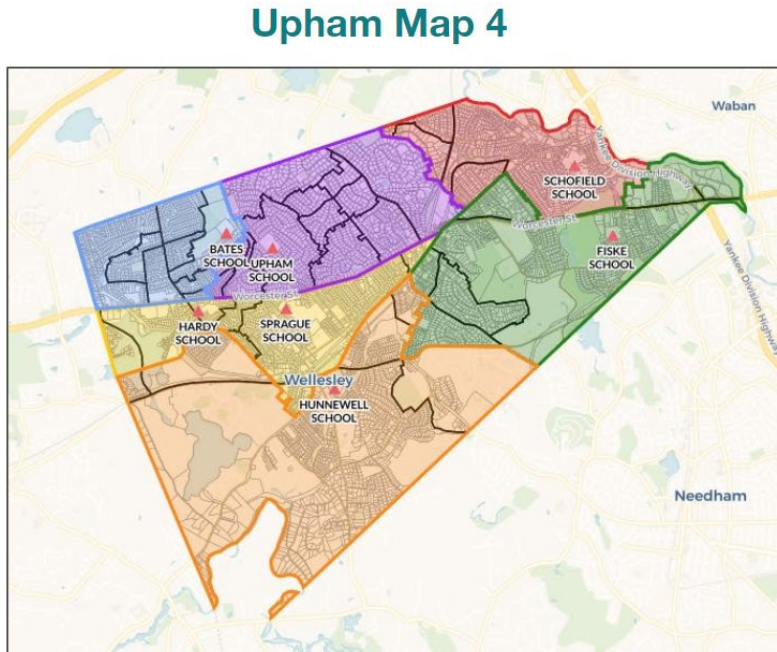 Upham Map 4
Waban
Yankee Division Highway
SCHOFIELD
SCHOOL
Worcester St
BATES
SCHOOL
UPHAM
SCHOOL
FISKE
SCHOOL
Yankee Division Highway
Worcester St
HARDY
SCHOOL
SPRAGUE
SCHOOL
Wellesley
HUNNEWELL
SCHOOL
Needham